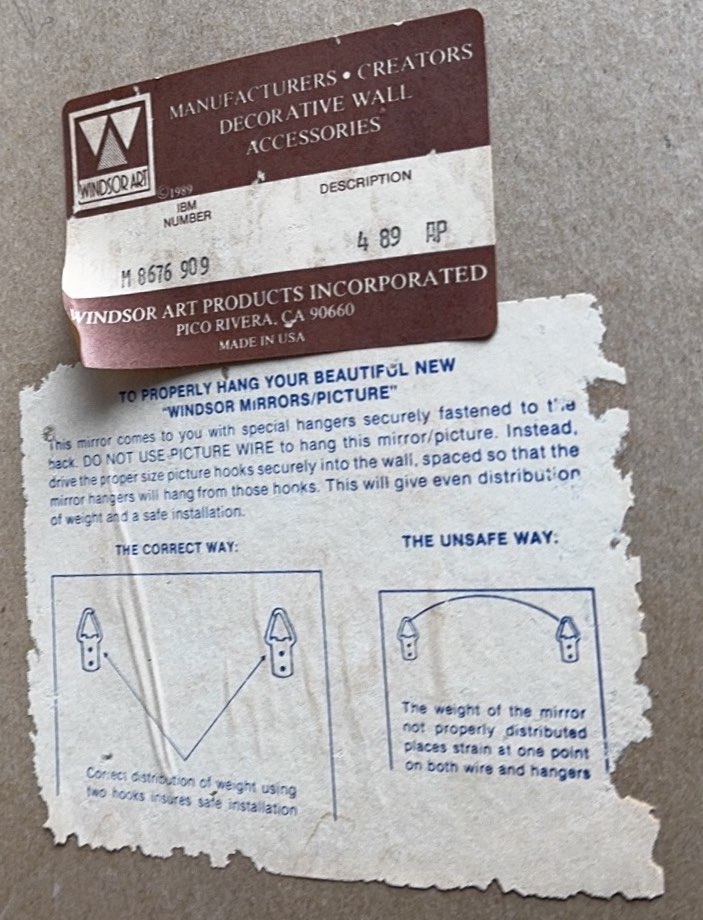 MANUFACTURERS • CREATORS
DECORATIVE WALL
ACCESSORIES
WINDSOR ART
©1989
IBM
NUMBER
DESCRIPTION
M 8676 909
4 89 AP
WINDSOR ART PRODUCTS INCORPORATED
PICO RIVERA, CA 90660
MADE IN USA
TO PROPERLY HANG YOUR BEAUTIFUL NEW
"WINDSOR MIRRORS/PICTURE"
This mirror comes to you with special hangers securely fastened to the
back. DO NOT USE PICTURE WIRE to hang this mirror/picture. Instead,
drive the proper size picture hooks securely into the wall, spaced so that the
mirror hangers will hang from those hooks. This will give even distribution
of weight and a safe installation.
THE CORRECT WAY:
Correct distribution of weight using
two hooks insures safe installation
THE UNSAFE WAY:
The weight of the mirror
not properly distributed
places strain at one point
on both wire and hangers